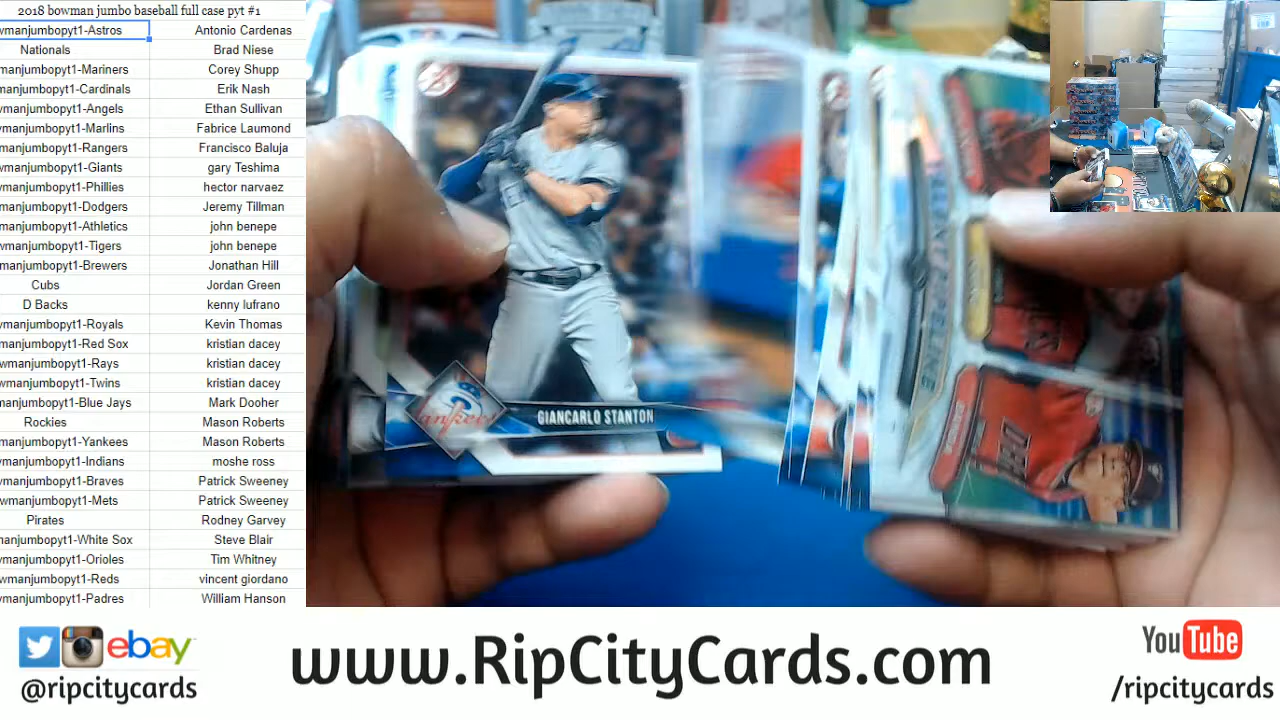 2018 bowman jumbo baseball full case pyt #1
wmanjumbopyt1-Astros Antonio Cardenas
Nationals Brad Niese
manjumbopyt1-Mariners Corey Shupp
manjumbopyt1-Cardinals Erik Nash
wmanjumbopyt1-Angels Ethan Sullivan
wmanjumbopyt1-Marlins Fabrice Laumond
manjumbopyt1-Rangers Francisco Baluja
wmanjumbopyt1-Giants gary Teshima
manjumbopyt1-Phillies hector narvaez
manjumbopyt1-Dodgers Jeremy Tillman
manjumbopyt1-Athletics john benepe
wmanjumbopyt1-Tigers john benepe
manjumbopyt1-Brewers Jonathan Hill
Cubs Jordan Green
D Backs kenny lufrano
wmanjumbopyt1-Royals Kevin Thomas
manjumbopyt1-Red Sox kristian dacey
wmanjumbopyt1-Rays kristian dacey
wmanjumbopyt1-Twins kristian dacey
manjumbopyt1-Blue Jays Mark Dooher
Rockies Mason Roberts
manjumbopyt1-Yankees Mason Roberts
wmanjumbopyt1-Indians moshe ross
wmanjumbopyt1-Braves Patrick Sweeney
wmanjumbopyt1-Mets Patrick Sweeney
Pirates Rodney Garvey
manjumbopyt1-White Sox Steve Blair
wmanjumbopyt1-Orioles Tim Whitney
wmanjumbopyt1-Reds vincent giordano
wmanjumbopyt1-Padres William Hanson
Yankees
GIANCARLO STANTON
ebay
@ripcitycards
www.RipCityCards.com
YouTube
/ripcitycards